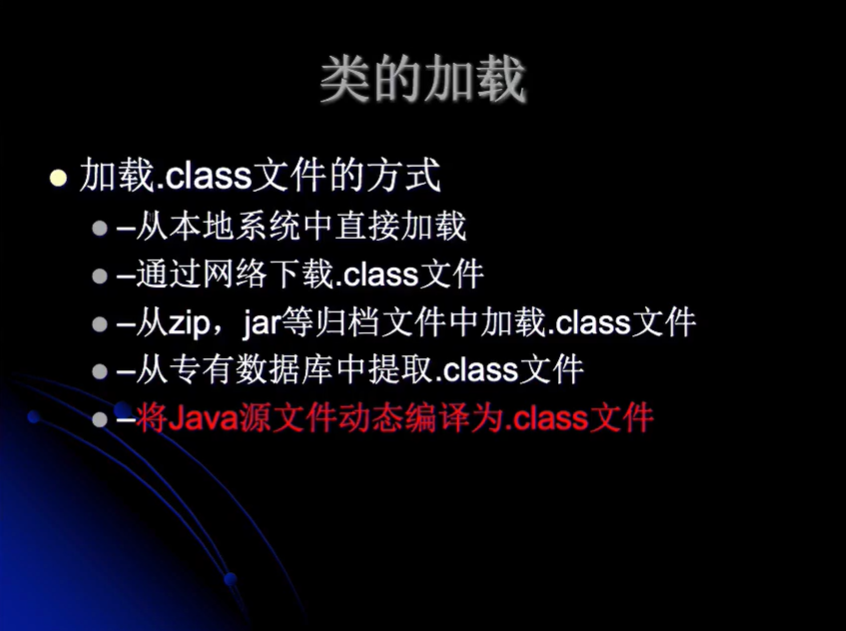 类的加载
加载.class文件的方式
–从本地系统中直接加载
–通过网络下载.class文件
–从zip，jar等归档文件中加载.class文件
–从专有数据库中提取.class文件
–将Java源文件动态编译为.class文件